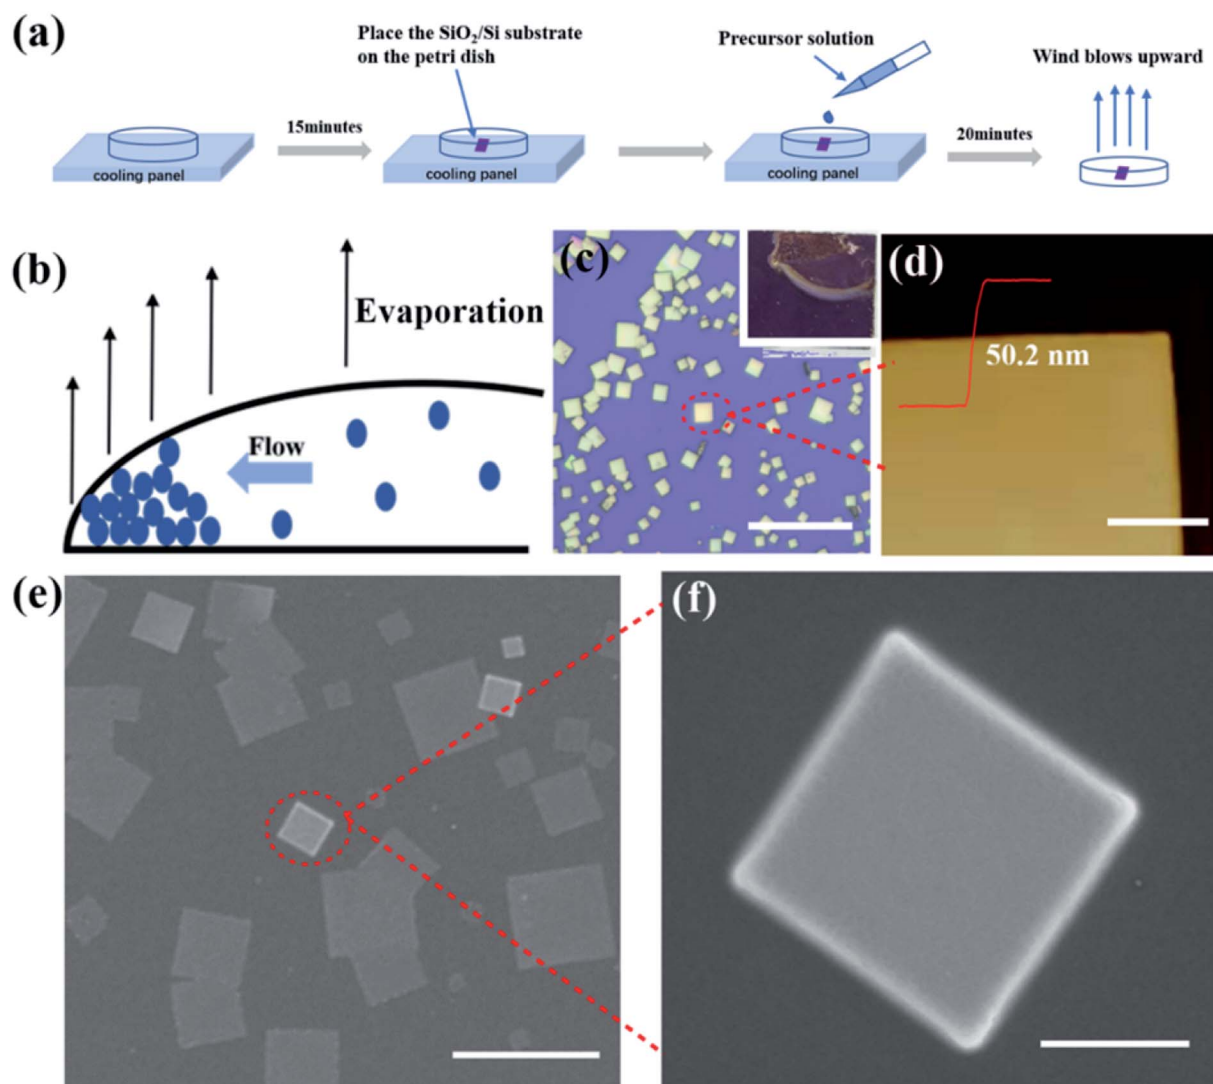 (a)
Place the SiO₂/Si substrate
on the petri dish
Precursor solution
Wind blows upward
15minutes
20minutes
cooling panel
cooling panel
cooling panel
(b)
Evaporation
Flow
(c)
(d)
50.2 nm
(e)
(f)